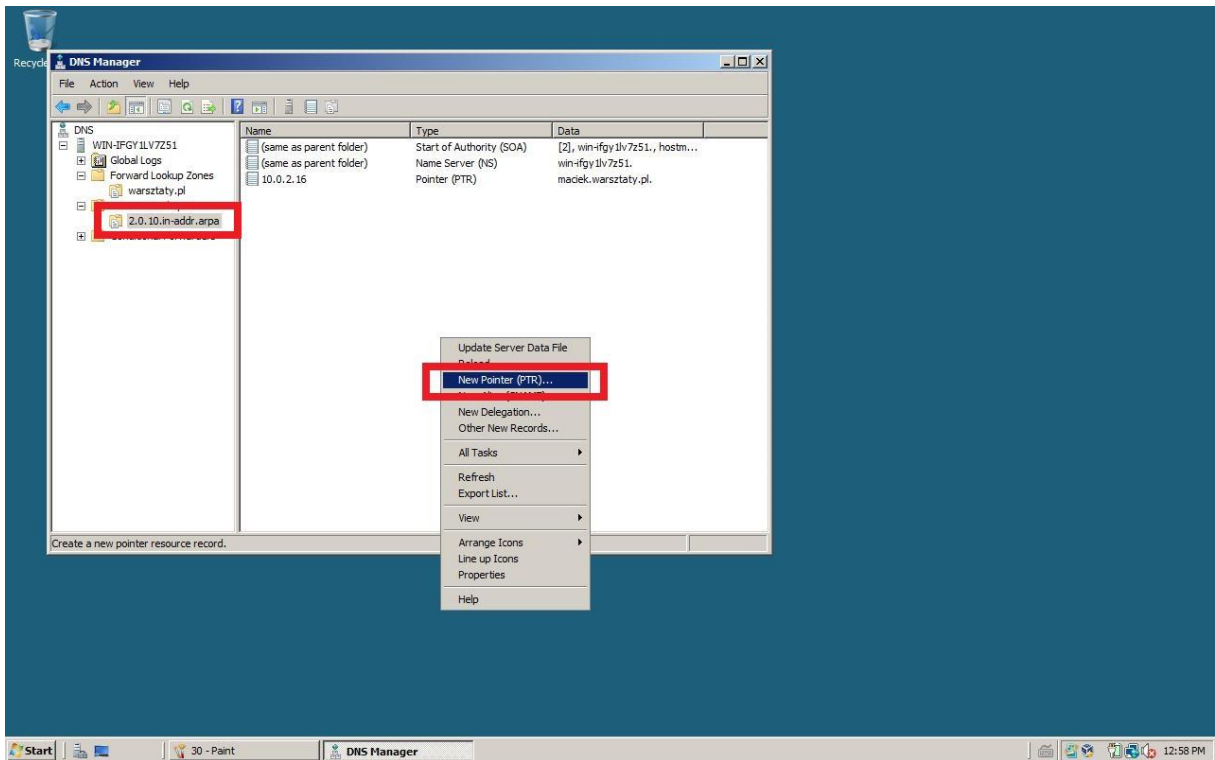 Recycle
DNS Manager
File Action View Help
DNS
WIN-IFGY1LV7Z51
Global Logs
Forward Lookup Zones
warsztaty.pl
2.0.10.in-addr.arpa
Name Type Data
(same as parent folder) Start of Authority (SOA) [2], win-ifgy1lv7z51., hostm...
(same as parent folder) Name Server (NS) win-ifgy1lv7z51.
10.0.2.16 Pointer (PTR) maciek.warsztaty.pl.
Update Server Data File
New Pointer (PTR)...
New Delegation...
Other New Records...
All Tasks
Refresh
Export List...
View
Arrange Icons
Line up Icons
Properties
Help
Create a new pointer resource record.
Start
30 - Paint
DNS Manager
12:58 PM